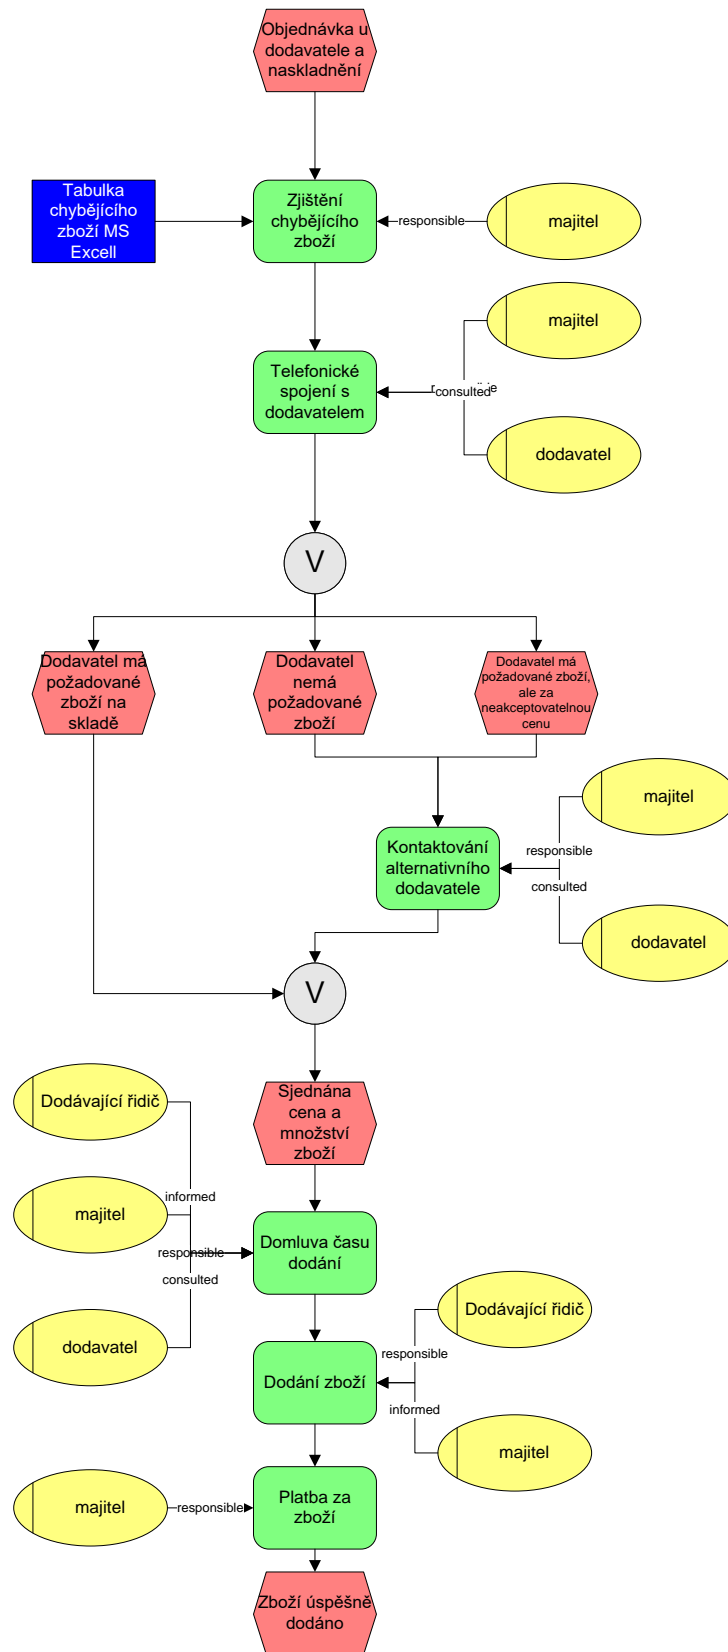 Objednávka u
dodavatele a
naskladnění
Tabulka
chybějícího
zboží MS
Excell
Zjištění
chybějícího
zboží
responsible
majitel
majitel
Telefonické
spojení s
dodavatelem
consulted
dodavatel
V
Dodavatel má
požadované
zboží na
skladě
Dodavatel
nemá
požadované
zboží
Dodavatel má
požadované zboží,
ale za
neakceptovatelnou
cenu
majitel
Kontaktování
alternativního
dodavatele
responsible
consulted
dodavatel
V
Dodávající řidič
Sjednána
cena a
množství
zboží
informed
majitel
responsible
consulted
Domluva času
dodání
dodavatel
Dodávající řidič
responsible
Dodání zboží
informed
majitel
majitel
responsible
Platba za
zboží
Zboží úspěšně
dodáno